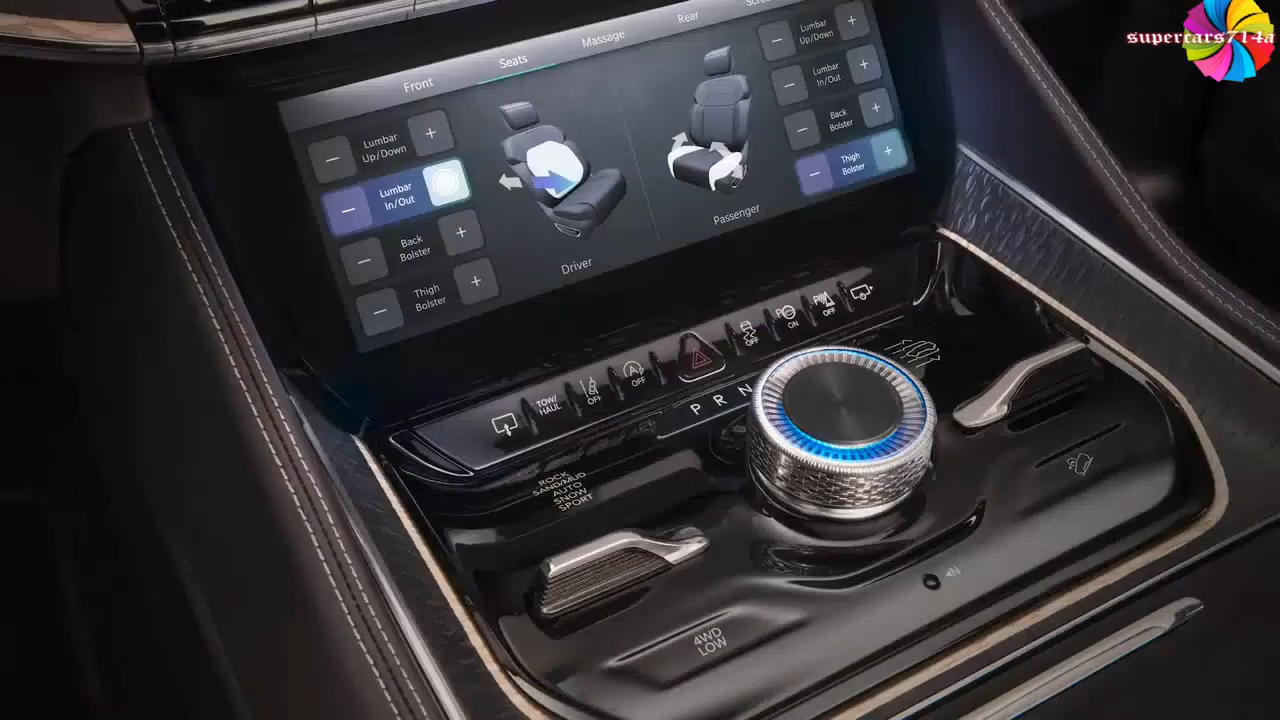 supercars714a
Front
Seats
Massage
Rear
Lumbar
Up/Down
Lumbar
In/Out
Back
Bolster
Thigh
Bolster
Driver
Lumbar
Up/Down
Lumbar
In/Out
Back
Bolster
Thigh
Bolster
Passenger
TOW/
HAUL
OFF
A
OFF
OFF
P
ON
P
OFF
P R N
ROCK
SAND/MUD
AUTO
SNOW
SPORT
4WD
LOW
N